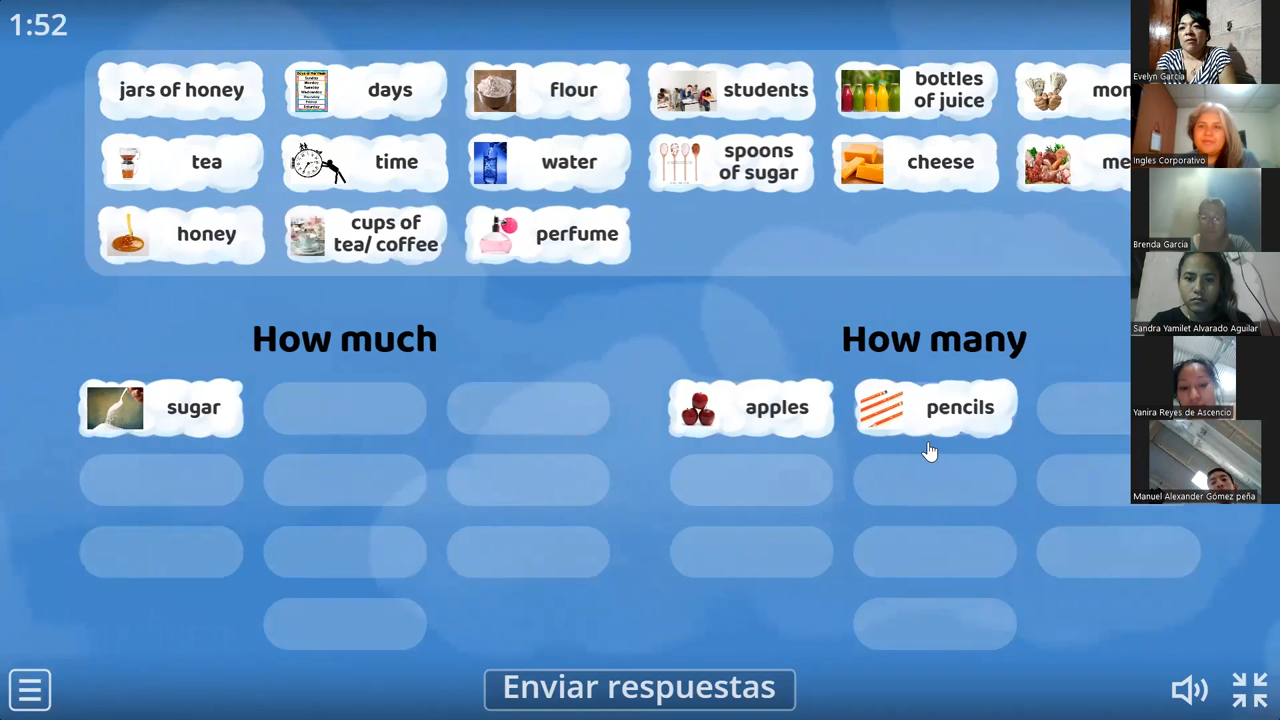 1:52
jars of honey
days
flour
students
bottles
of juice
tea
time
water
spoons
of sugar
cheese
honey
cups of
tea/ coffee
perfume
How much
How many
sugar
apples
pencils
Enviar respuestas
Evelyn Garcia
Ingles Corporativo
Brenda Garcia
Sandra Yamilet Alvarado Aguilar
Yanira Reyes de Ascencio
Manuel Alexander Gómez peña